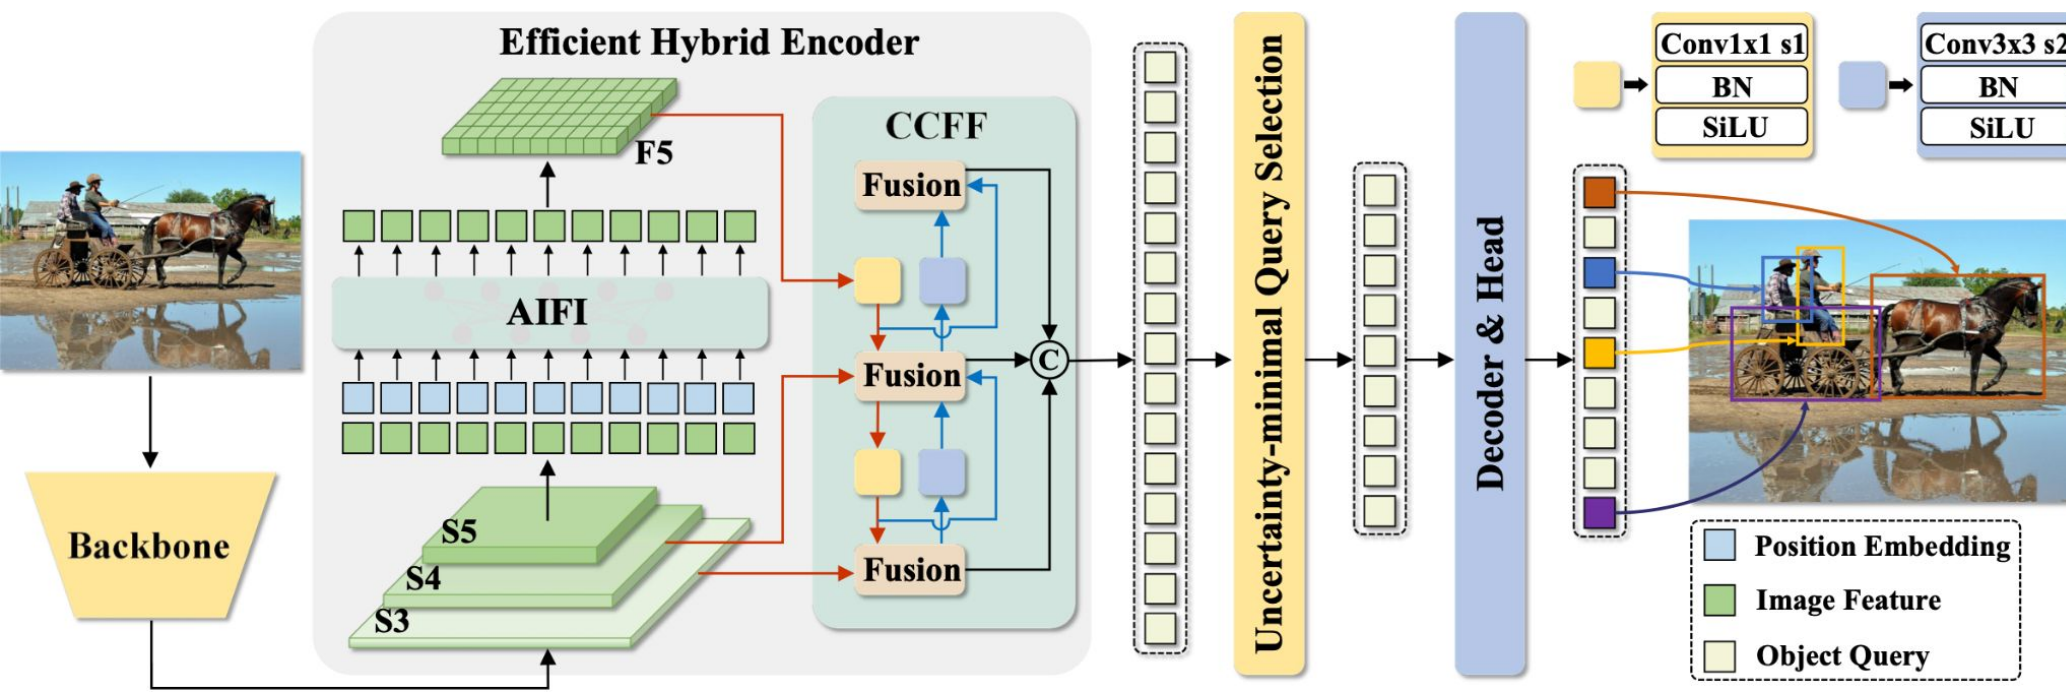 Efficient Hybrid Encoder
F5
CCFF
Fusion
AIFI
Fusion
C
S5
S4
S3
Fusion
Backbone
Uncertainty-minimal Query Selection
Decoder & Head
Conv1x1 s1
BN
SiLU
Conv3x3 s2
BN
SiLU
Position Embedding
Image Feature
Object Query